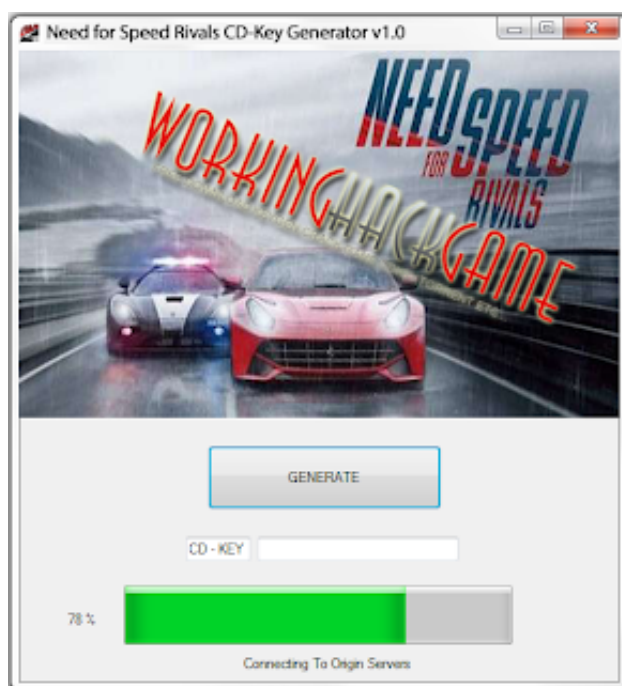 Need for Speed Rivals CD-Key Generator v1.0
NEED
FOR SPEED
RIVALS
WORKINGHACKGAME
GENERATE
CD - KEY
78 %
Connecting To Origin Servers